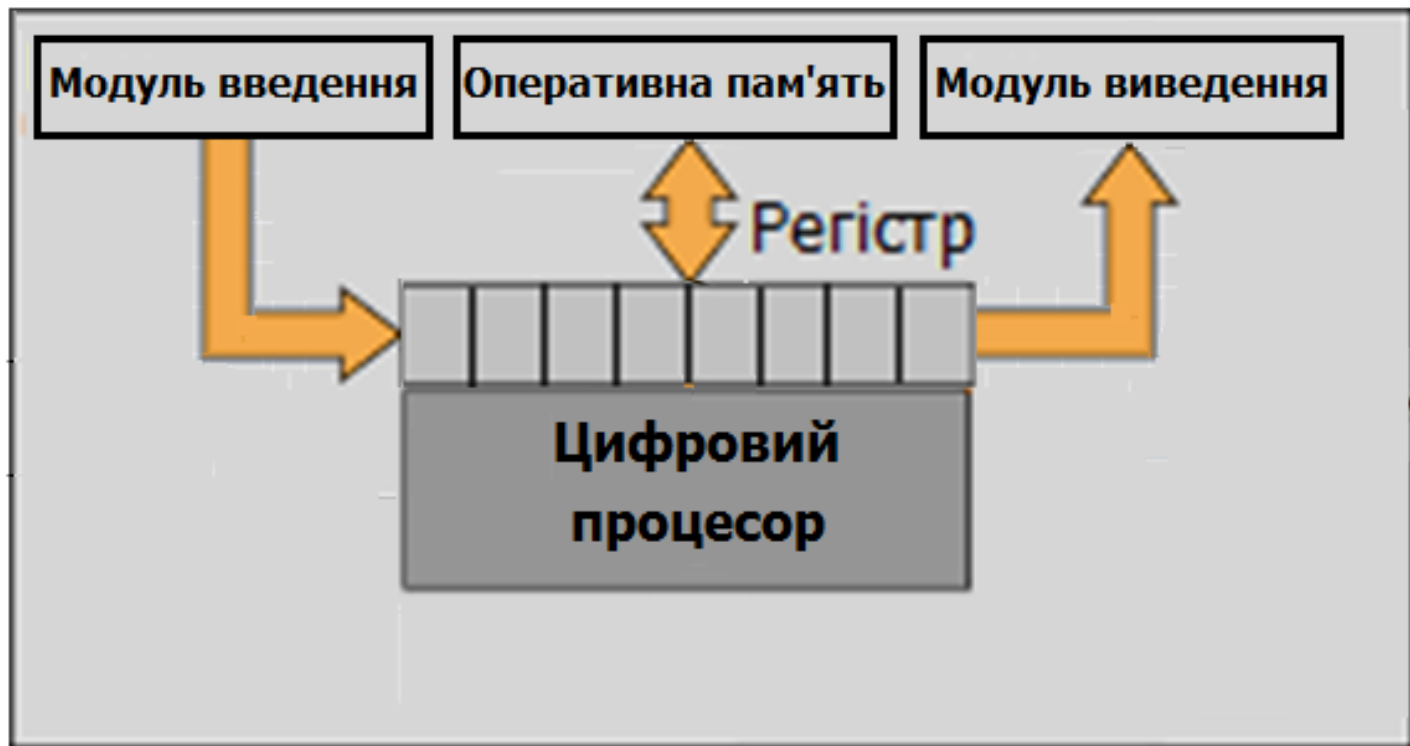 Модуль введення
Оперативна пам'ять
Модуль виведення
Регістр
Цифровий
процесор